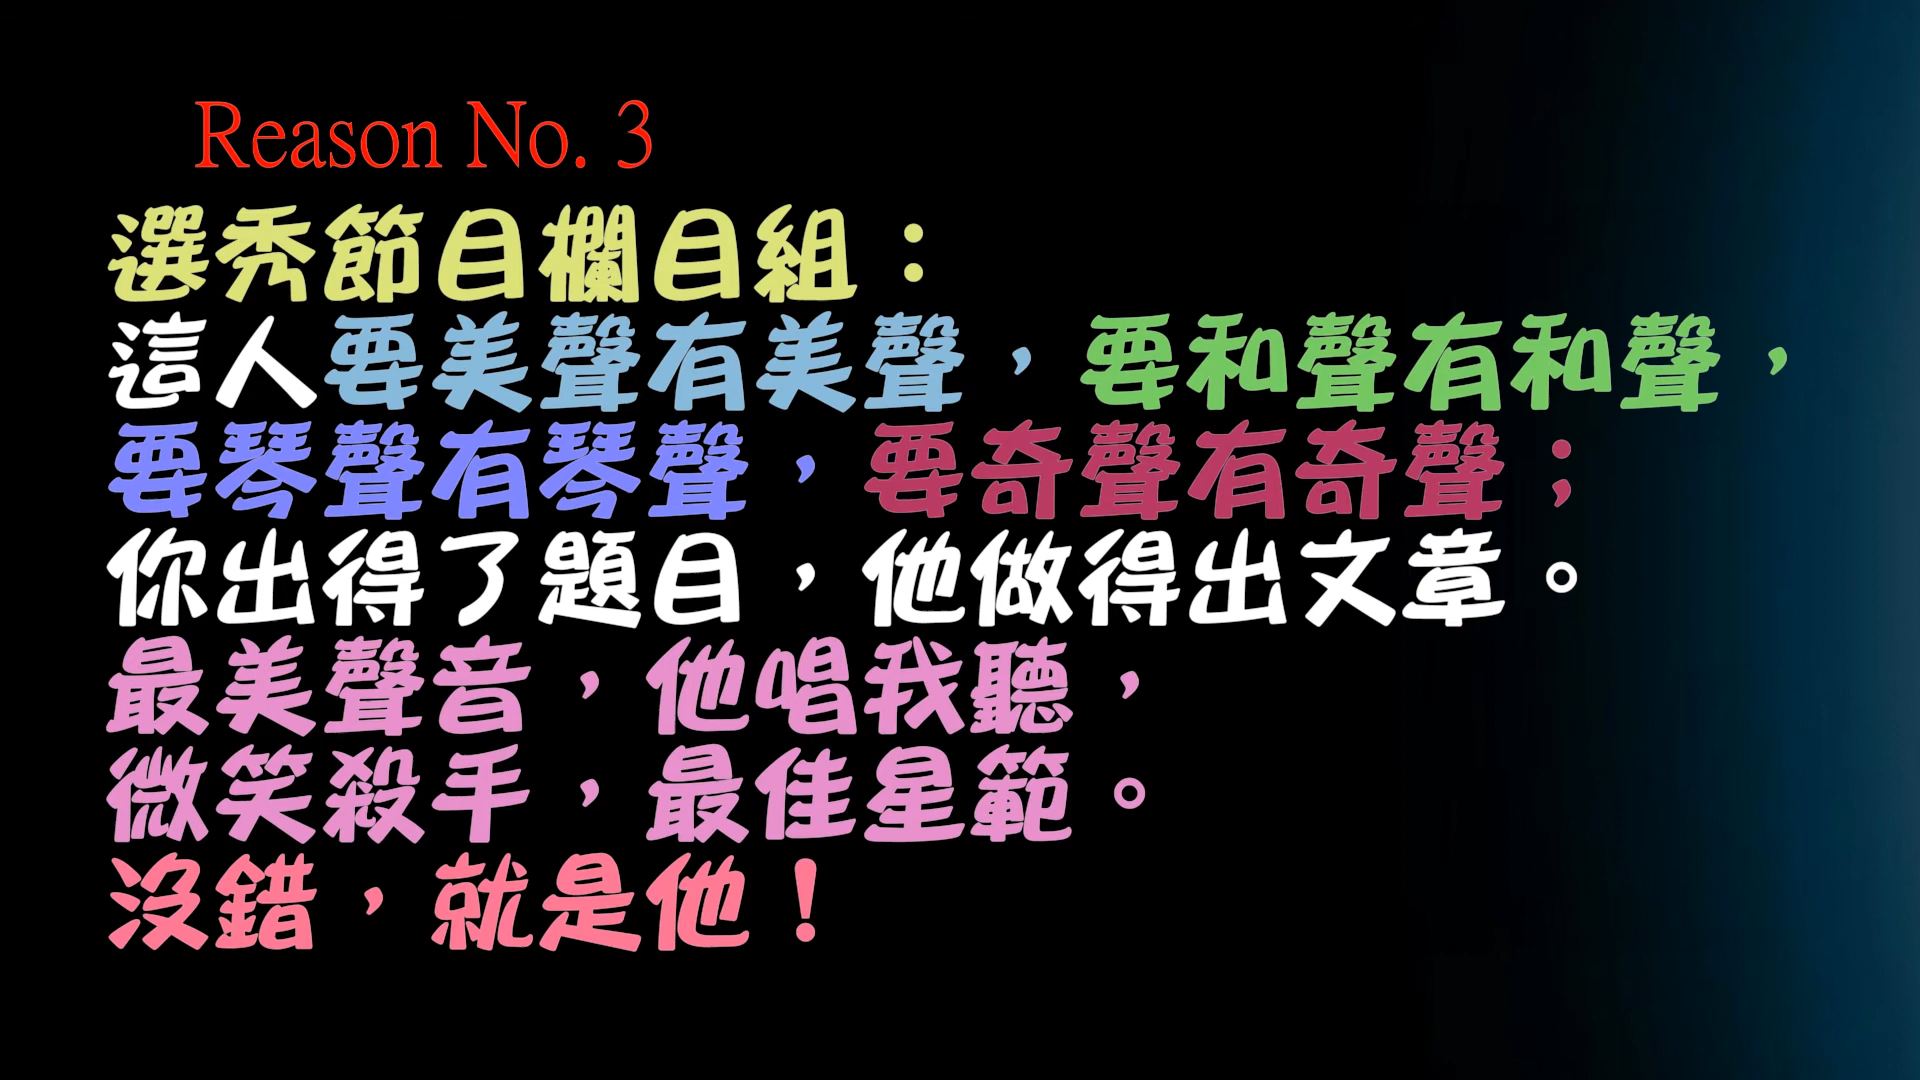 Reason No. 3
選秀節目欄目組：
這人要美聲有美聲，要和聲有和聲，
要琴聲有琴聲，要奇聲有奇聲；
你出得了題目，他做得出文章。
最美聲音，他唱我聽，
微笑殺手，最佳星範。
沒錯，就是他！